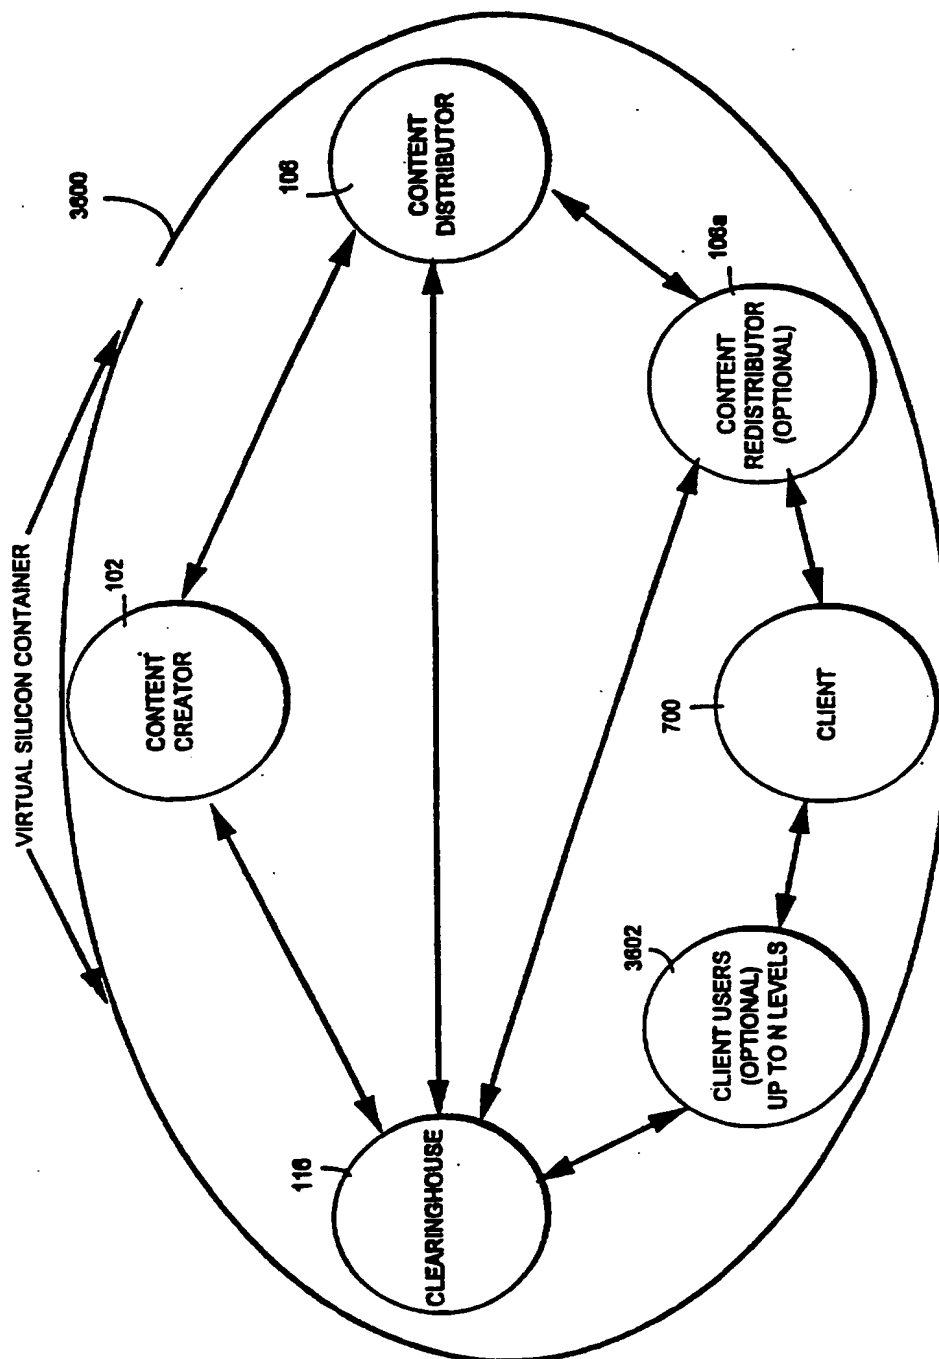 VIRTUAL SILICON CONTAINER
3600
102
CONTENT
CREATOR
116
CLEARINGHOUSE
106
CONTENT
DISTRIBUTOR
3602
CLIENT USERS
(OPTIONAL)
UP TO N LEVELS
700
CLIENT
106a
CONTENT
REDISTRIBUTOR
(OPTIONAL)